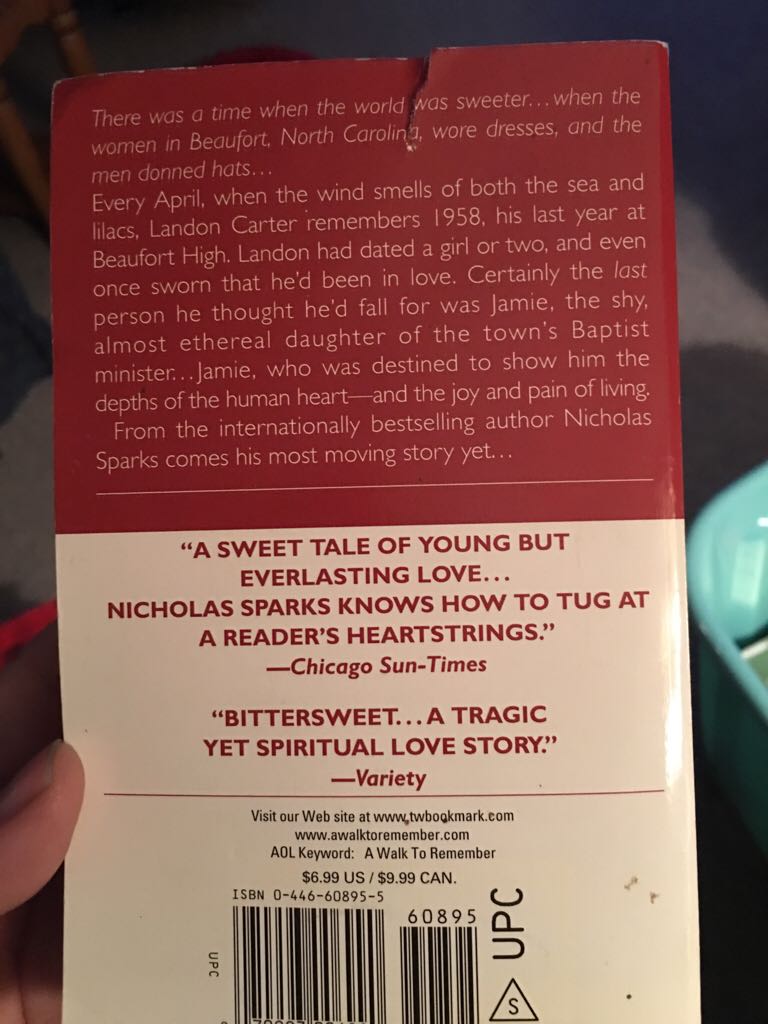 There was a time when the world was sweeter...when the
women in Beaufort, North Carolina, wore dresses, and the
men donned hats...
Every April, when the wind smells of both the sea and
lilacs, Landon Carter remembers 1958, his last year at
Beaufort High. Landon had dated a girl or two, and even
once sworn that he'd been in love. Certainly the last
person he thought he'd fall for was Jamie, the shy,
almost ethereal daughter of the town's Baptist
minister...Jamie, who was destined to show him the
depths of the human heart—and the joy and pain of living.
From the internationally bestselling author Nicholas
Sparks comes his most moving story yet...
“A SWEET TALE OF YOUNG BUT
EVERLASTING LOVE...
NICHOLAS SPARKS KNOWS HOW TO TUG AT
A READER'S HEARTSTRINGS.”
—Chicago Sun-Times
“BITTERSWEET...A TRAGIC
YET SPIRITUAL LOVE STORY.”
—Variety
Visit our Web site at www.twbookmark.com
www.awalktoremember.com
AOL Keyword: A Walk To Remember
$6.99 US / $9.99 CAN.
ISBN 0-446-60895-5
60895
UPC
UPC
S